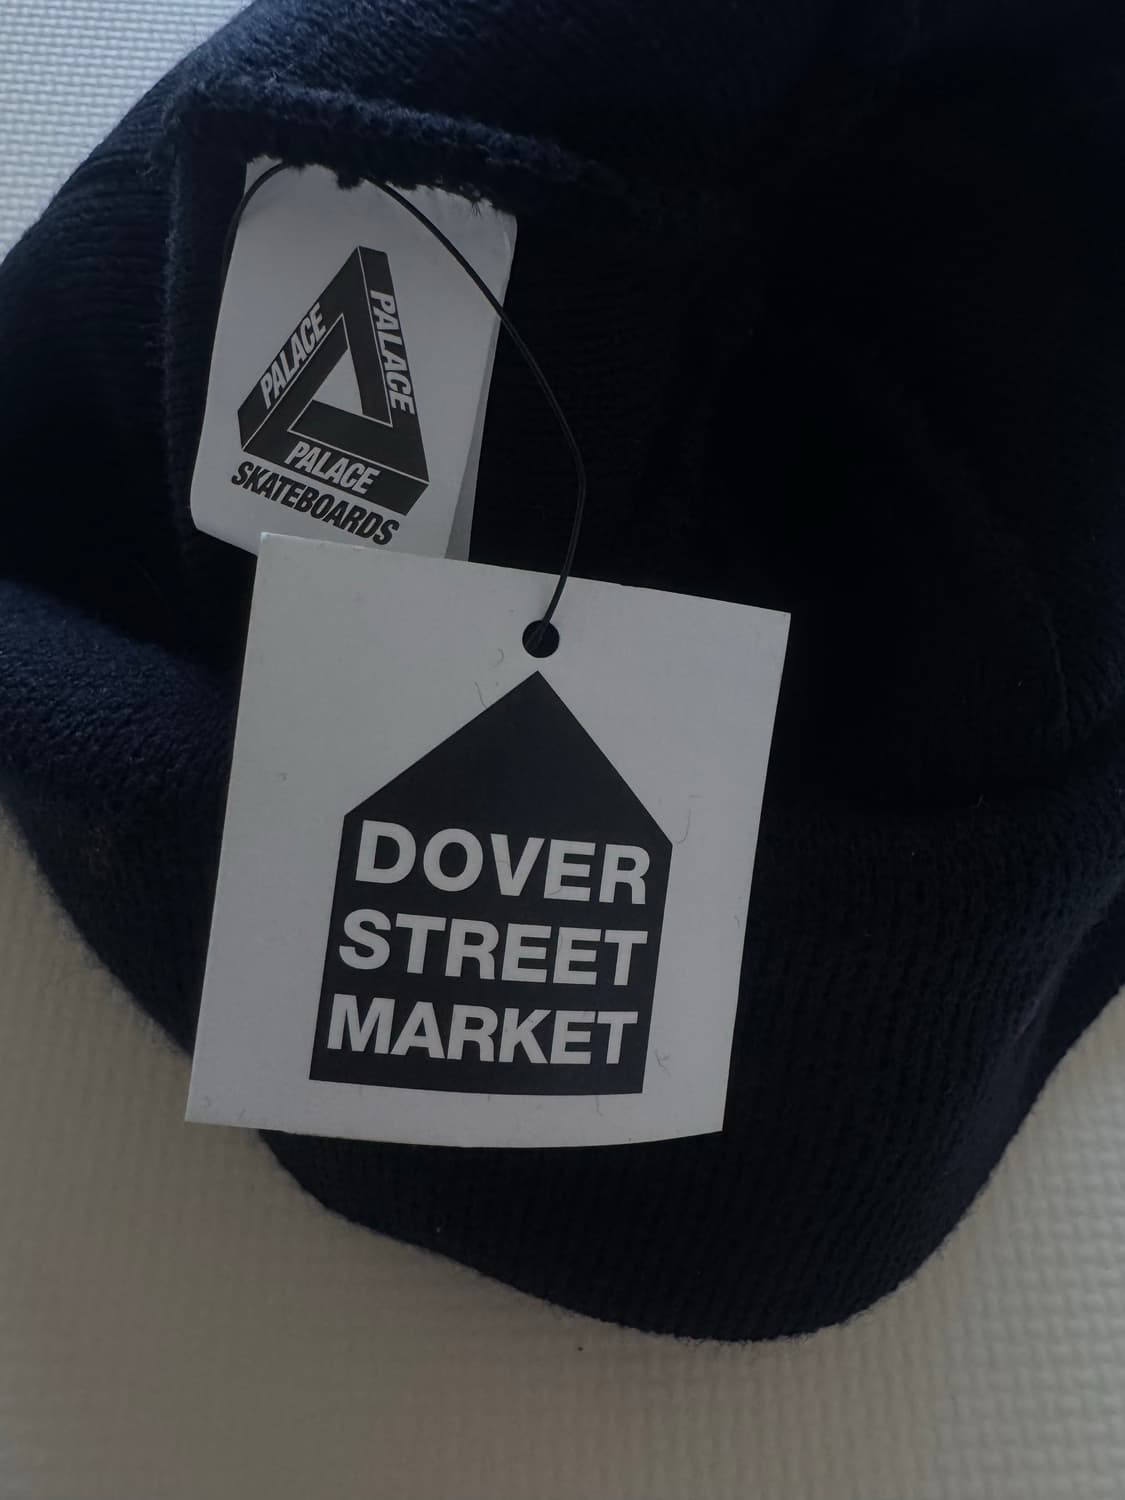 PALACE
PALACE
PALACE
SKATEBOARDS
DOVER
STREET
MARKET